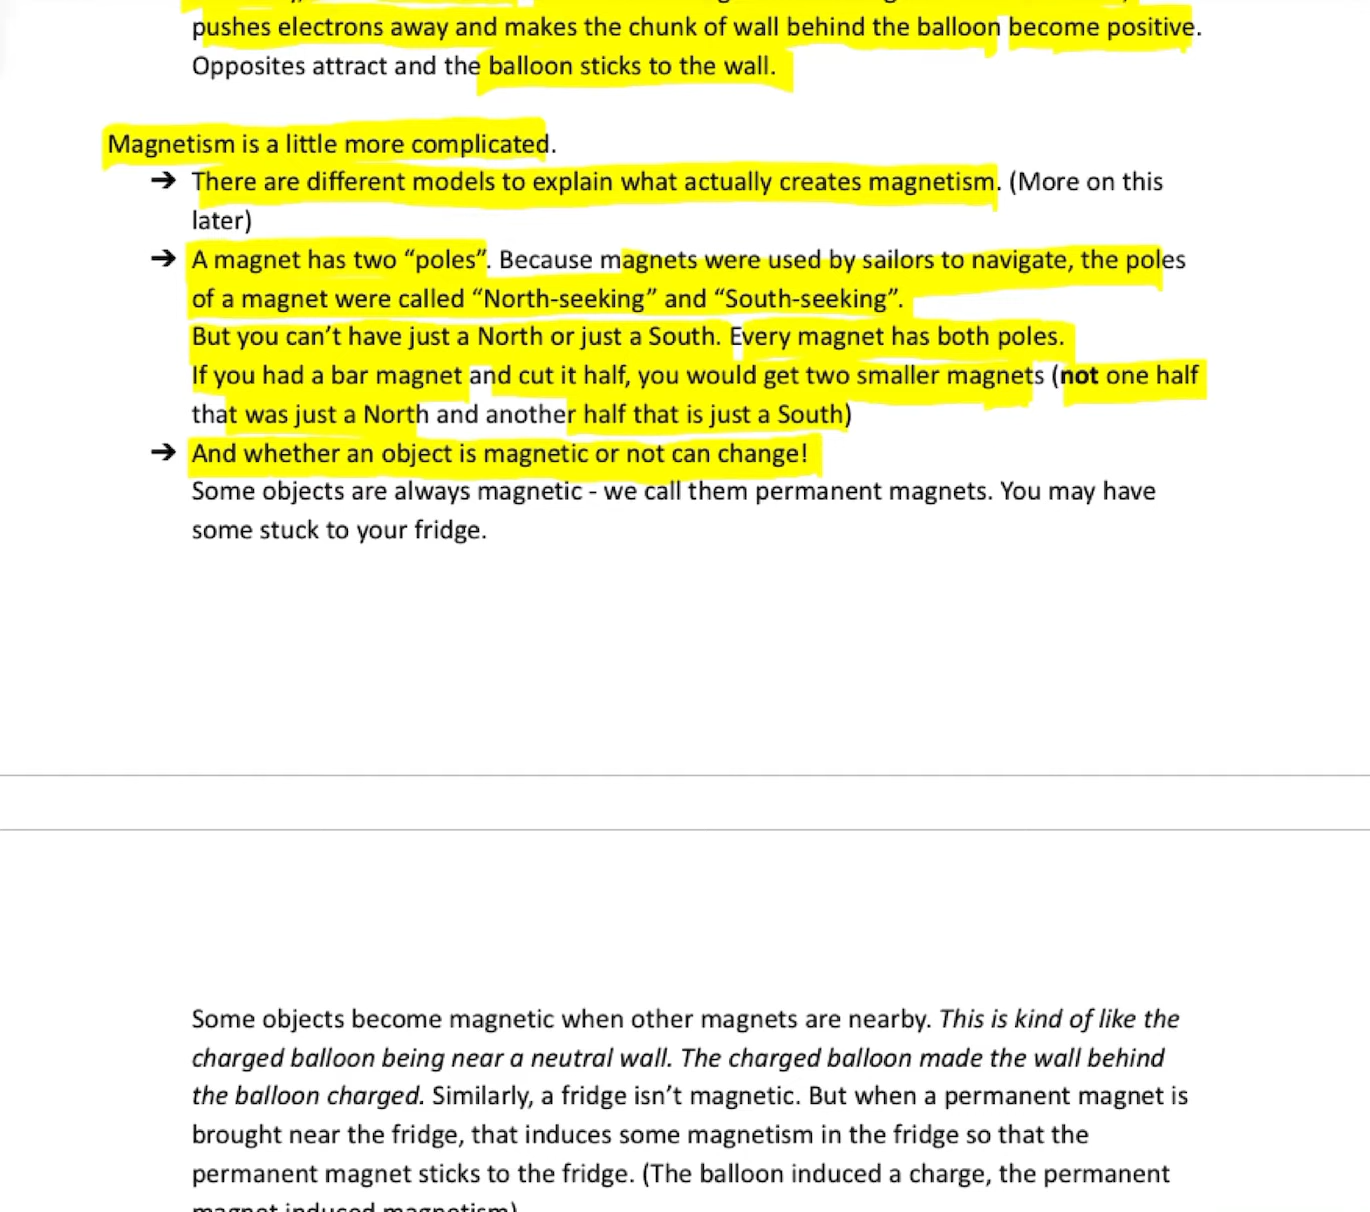 pushes electrons away and makes the chunk of wall behind the balloon become positive.
Opposites attract and the balloon sticks to the wall.
Magnetism is a little more complicated.
➔ There are different models to explain what actually creates magnetism. (More on this
later)
➔ A magnet has two “poles”. Because magnets were used by sailors to navigate, the poles
of a magnet were called “North-seeking” and “South-seeking”.
But you can’t have just a North or just a South. Every magnet has both poles.
If you had a bar magnet and cut it half, you would get two smaller magnets (not one half
that was just a North and another half that is just a South)
➔ And whether an object is magnetic or not can change!
Some objects are always magnetic - we call them permanent magnets. You may have
some stuck to your fridge.
Some objects become magnetic when other magnets are nearby. This is kind of like the
charged balloon being near a neutral wall. The charged balloon made the wall behind
the balloon charged. Similarly, a fridge isn’t magnetic. But when a permanent magnet is
brought near the fridge, that induces some magnetism in the fridge so that the
permanent magnet sticks to the fridge. (The balloon induced a charge, the permanent
magnet induced magnetism)